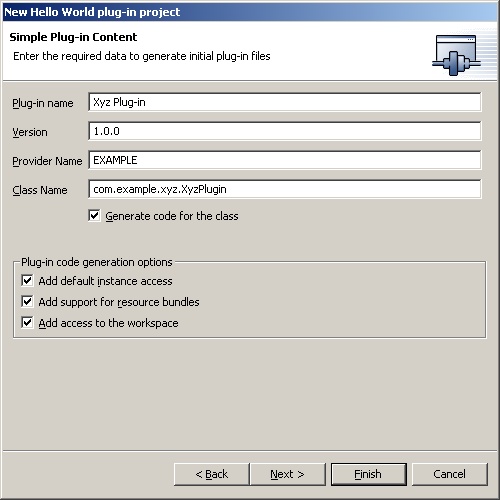 New Hello World plug-in project
Simple Plug-in Content
Enter the required data to generate initial plug-in files
Plug-in name Xyz Plug-in
Version 1.0.0
Provider Name EXAMPLE
Class Name com.example.xyz.XyzPlugin
Generate code for the class
Plug-in code generation options
Add default instance access
Add support for resource bundles
Add access to the workspace
< Back Next > Finish Cancel